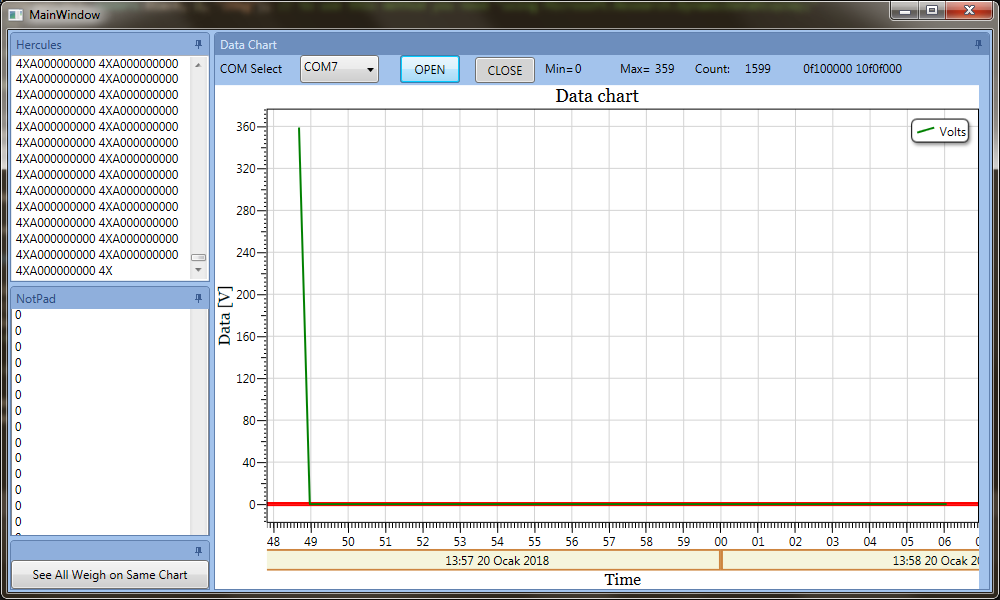 MainWindow
Hercules
4XA000000000 4XA000000000
4XA000000000 4XA000000000
4XA000000000 4XA000000000
4XA000000000 4XA000000000
4XA000000000 4XA000000000
4XA000000000 4XA000000000
4XA000000000 4XA000000000
4XA000000000 4XA000000000
4XA000000000 4XA000000000
4XA000000000 4XA000000000
4XA000000000 4XA000000000
4XA000000000 4XA000000000
4XA000000000 4XA000000000
4XA000000000 4X
NotPad
0
0
0
0
0
0
0
0
0
0
0
0
0
0
See All Weigh on Same Chart
Data Chart
COM Select COM7 OPEN CLOSE Min= 0 Max= 359 Count: 1599 0f100000 10f0f000
Data chart
Volts
Data [V]
360
320
280
240
200
160
120
80
40
0
48 49 50 51 52 53 54 55 56 57 58 59 00 01 02 03 04 05 06
13:57 20 Ocak 2018 13:58 20 Ocak
Time